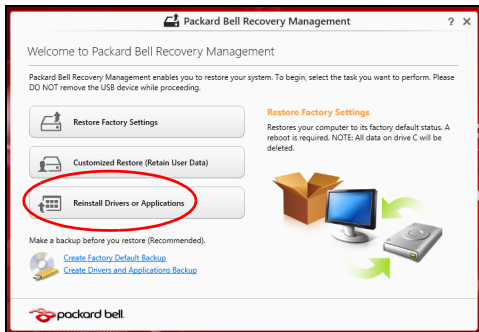 Packard Bell Recovery Management ? X
Welcome to Packard Bell Recovery Management
Packard Bell Recovery Management enables you to restore your system. To begin, select the task you want to perform. Please
DO NOT remove the USB device while proceeding.
Restore Factory Settings
Customized Restore (Retain User Data)
Reinstall Drivers or Applications
Restore Factory Settings
Restores your computer to its factory default status. A
reboot is required. NOTE: All data on drive C will be
deleted.
Make a backup before you restore (Recommended).
Create Factory Default Backup
Create Drivers and Applications Backup
packard bell